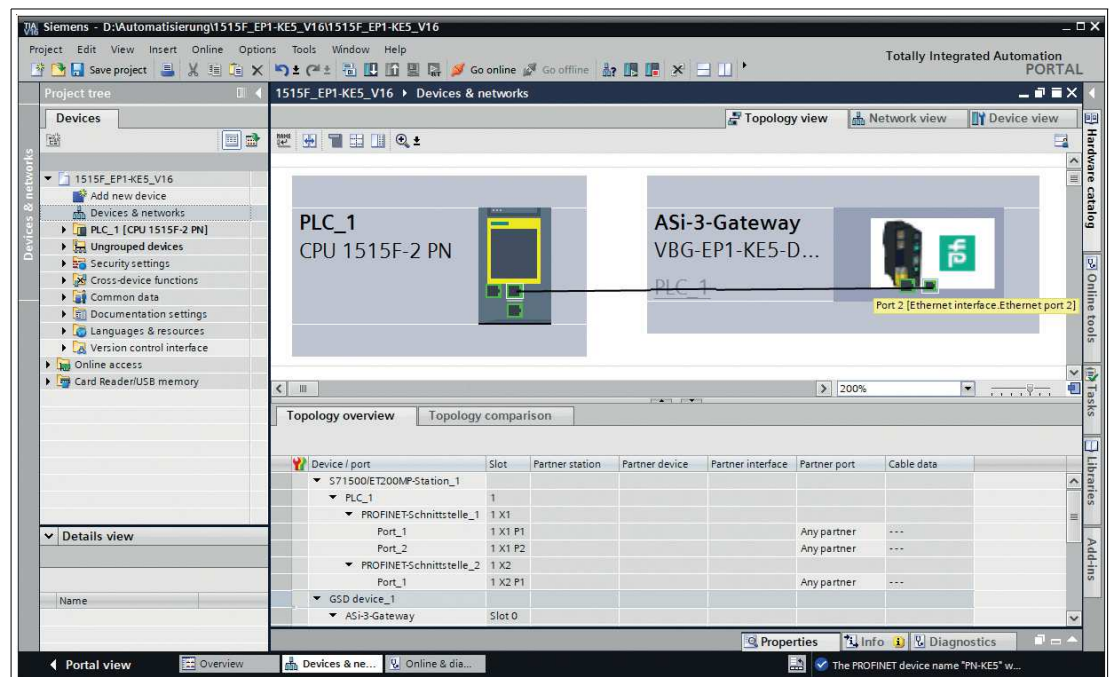 Siemens - D:\Automatisierung\1515F_EP1-KE5_V16\1515F_EP1-KE5_V16
Project Edit View Insert Online Options Tools Window Help
Totally Integrated Automation
PORTAL
Save project
Go online
Go offline
Project tree
1515F_EP1-KE5_V16 ▸ Devices & networks
Devices
Topology view
Network view
Device view
Devices & networks
1515F_EP1-KE5_V16
Add new device
Devices & networks
PLC_1 [CPU 1515F-2 PN]
Ungrouped devices
Security settings
Cross-device functions
Common data
Documentation settings
Languages & resources
Version control interface
Online access
Card Reader/USB memory
PLC_1
CPU 1515F-2 PN
ASi-3-Gateway
VBG-EP1-KE5-D...
PLC_1
Port 2 [Ethernet interface.Ethernet port 2]
200%
Hardware catalog
Online tools
Tasks
Libraries
Add-ins
Topology overview
Topology comparison
Device / port Slot Partner station Partner device Partner interface Partner port Cable data
S71500/ET200MP-Station_1
PLC_1 1
PROFINET-Schnittstelle_1 1 X1
Port_1 1 X1 P1 Any partner ---
Port_2 1 X1 P2 Any partner ---
PROFINET-Schnittstelle_2 1 X2
Port_1 1 X2 P1 Any partner ---
GSD device_1
ASi-3-Gateway Slot 0
Details view
Name
Properties
Info
Diagnostics
Portal view
Overview
Devices & ne...
Online & dia...
The PROFINET device name "PN-KE5" w...